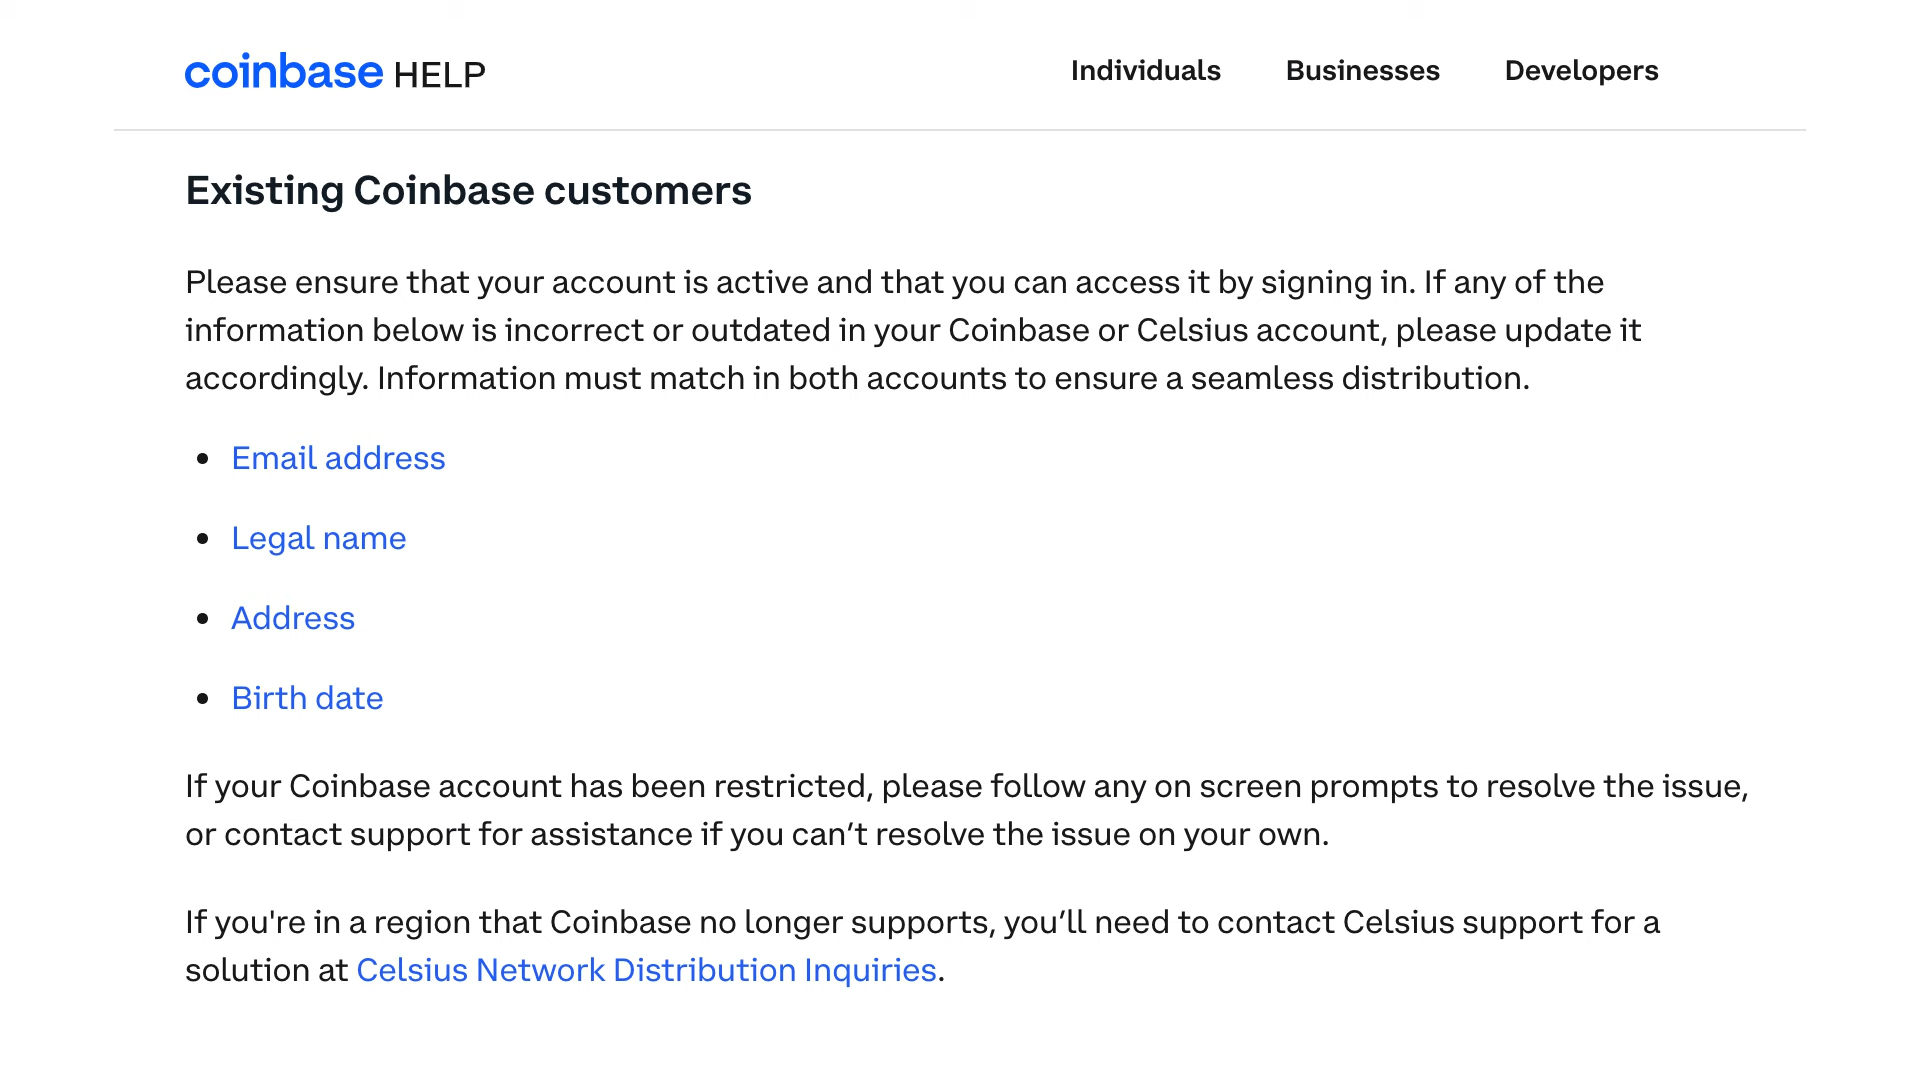 coinbase HELP
Individuals Businesses Developers
Existing Coinbase customers
Please ensure that your account is active and that you can access it by signing in. If any of the
information below is incorrect or outdated in your Coinbase or Celsius account, please update it
accordingly. Information must match in both accounts to ensure a seamless distribution.
• Email address
• Legal name
• Address
• Birth date
If your Coinbase account has been restricted, please follow any on screen prompts to resolve the issue,
or contact support for assistance if you can’t resolve the issue on your own.
If you're in a region that Coinbase no longer supports, you’ll need to contact Celsius support for a
solution at Celsius Network Distribution Inquiries.